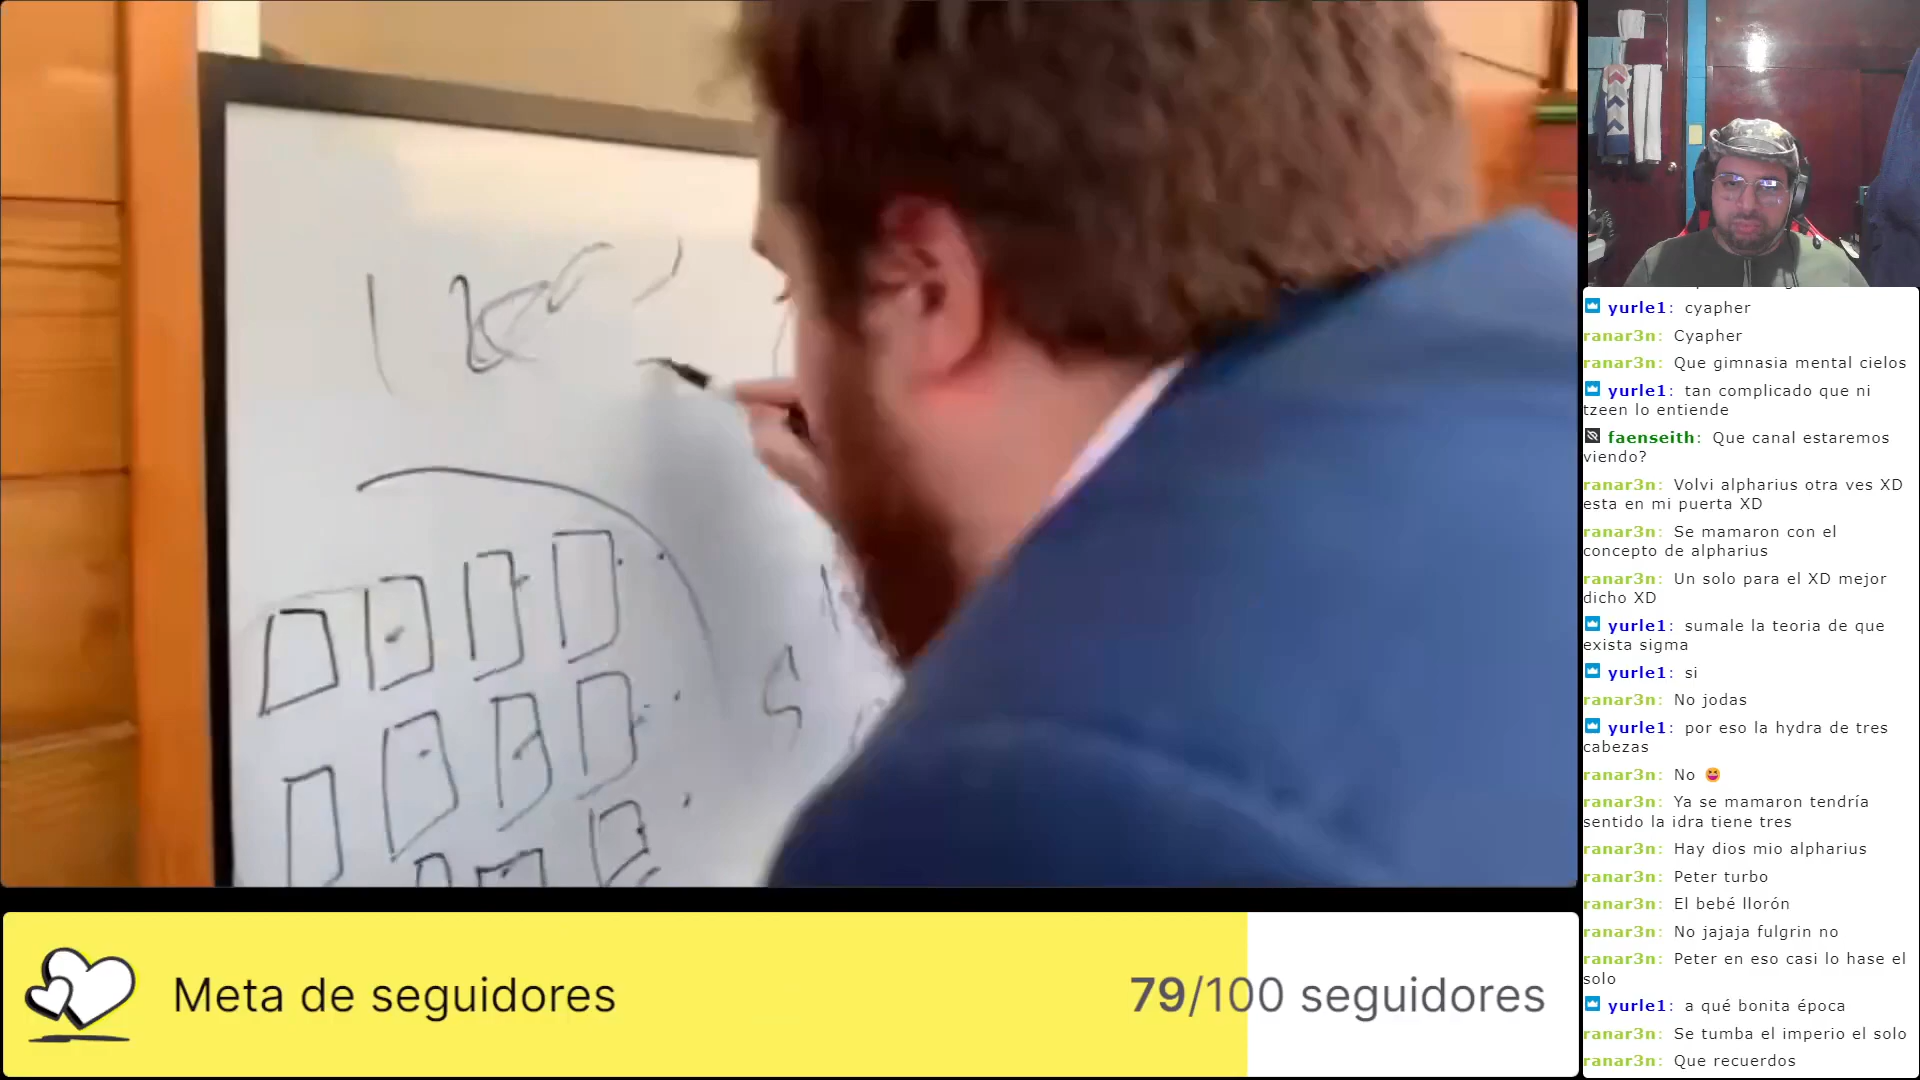 yurle1: cyapher
ranar3n: Cyapher
ranar3n: Que gimnasia mental cielos
yurle1: tan complicado que ni
tzeen lo entiende
faenseith: Que canal estaremos
viendo?
ranar3n: Volvi alpharius otra ves XD
esta en mi puerta XD
ranar3n: Se mamaron con el
concepto de alpharius
ranar3n: Un solo para el XD mejor
dicho XD
yurle1: sumale la teoria de que
exista sigma
yurle1: si
ranar3n: No jodas
yurle1: por eso la hydra de tres
cabezas
ranar3n: No 😆
ranar3n: Ya se mamaron tendría
sentido la idra tiene tres
ranar3n: Hay dios mio alpharius
ranar3n: Peter turbo
ranar3n: El bebé llorón
ranar3n: No jajaja fulgrin no
ranar3n: Peter en eso casi lo hase el
solo
yurle1: a qué bonita época
ranar3n: Se tumba el imperio el solo
ranar3n: Que recuerdos
Meta de seguidores
79/100 seguidores